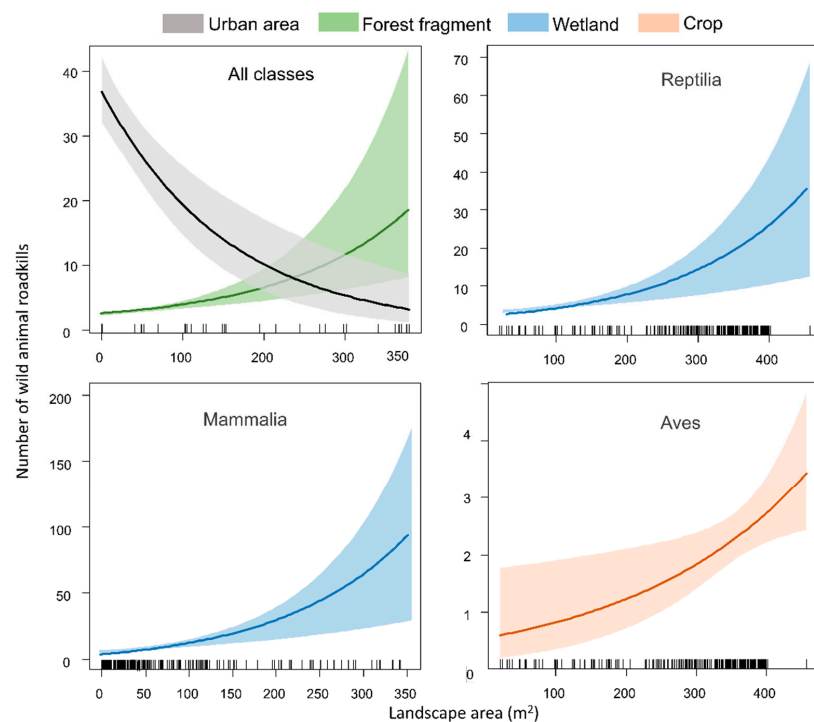 Urban area Forest fragment Wetland Crop
Number of wild animal roadkills
All classes
40
30
20
10
0
0 100 200 300 350
Reptilia
70
60
50
40
30
20
10
0
100 200 300 400
Mammalia
200
150
100
50
0
0 50 100 150 200 250 300 350
Aves
4
3
2
1
0
100 200 300 400
Landscape area (m²)